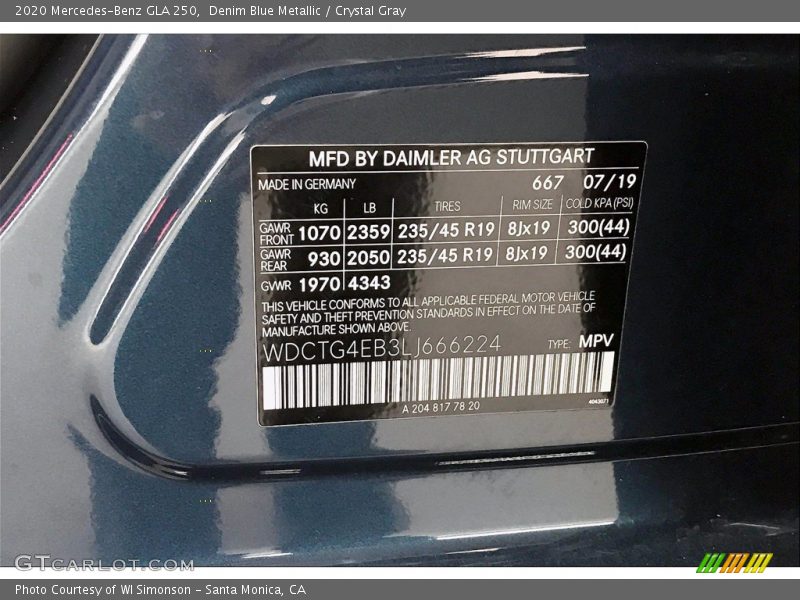 2020 Mercedes-Benz GLA 250, Denim Blue Metallic / Crystal Gray
MFD BY DAIMLER AG STUTTGART
MADE IN GERMANY 667 07/19
KG LB TIRES RIM SIZE COLD KPA (PSI)
GAWR FRONT 1070 2359 235/45 R19 8Jx19 300(44)
GAWR REAR 930 2050 235/45 R19 8Jx19 300(44)
GVWR 1970 4343
THIS VEHICLE CONFORMS TO ALL APPLICABLE FEDERAL MOTOR VEHICLE
SAFETY AND THEFT PREVENTION STANDARDS IN EFFECT ON THE DATE OF
MANUFACTURE SHOWN ABOVE.
WDCTG4EB3LJ666224 TYPE: MPV
A 204 817 78 20 4043071
GTCARLOT.COM
Photo Courtesy of WI Simonson - Santa Monica, CA